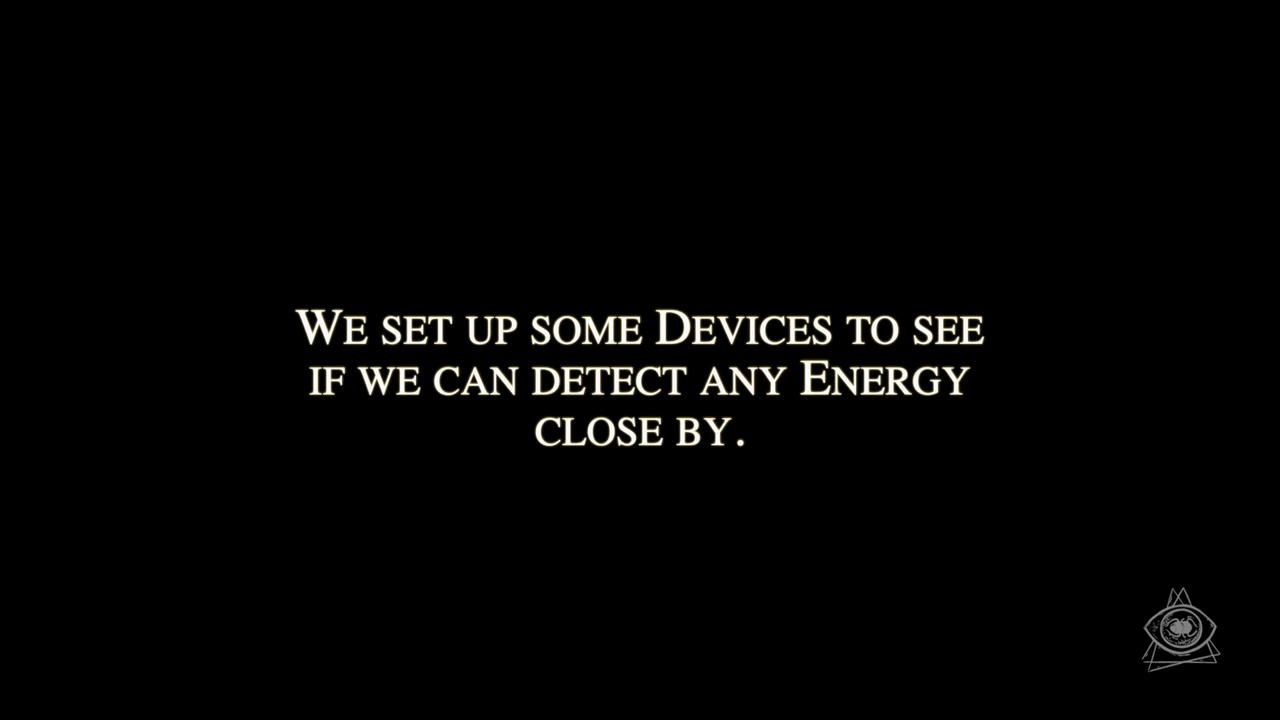 We set up some Devices to see
if we can detect any Energy
close by.